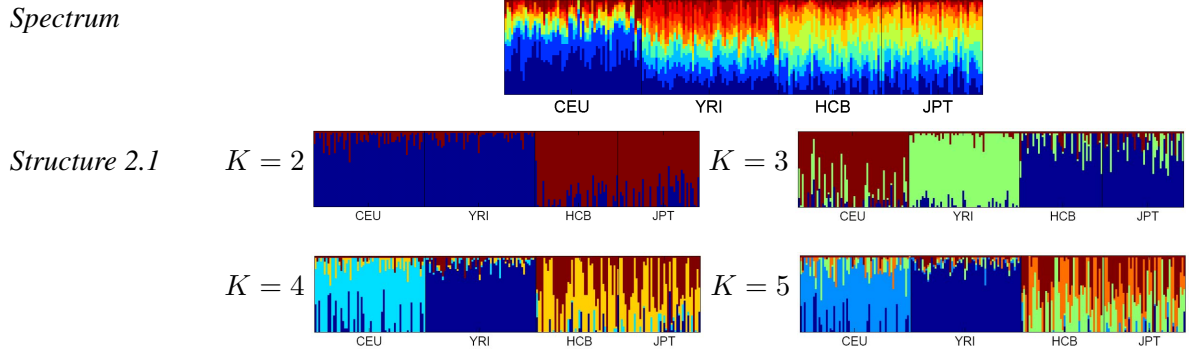 Spectrum
CEU YRI HCB JPT
Structure 2.1 K = 2 K = 3
CEU YRI HCB JPT CEU YRI HCB JPT
K = 4 K = 5
CEU YRI HCB JPT CEU YRI HCB JPT